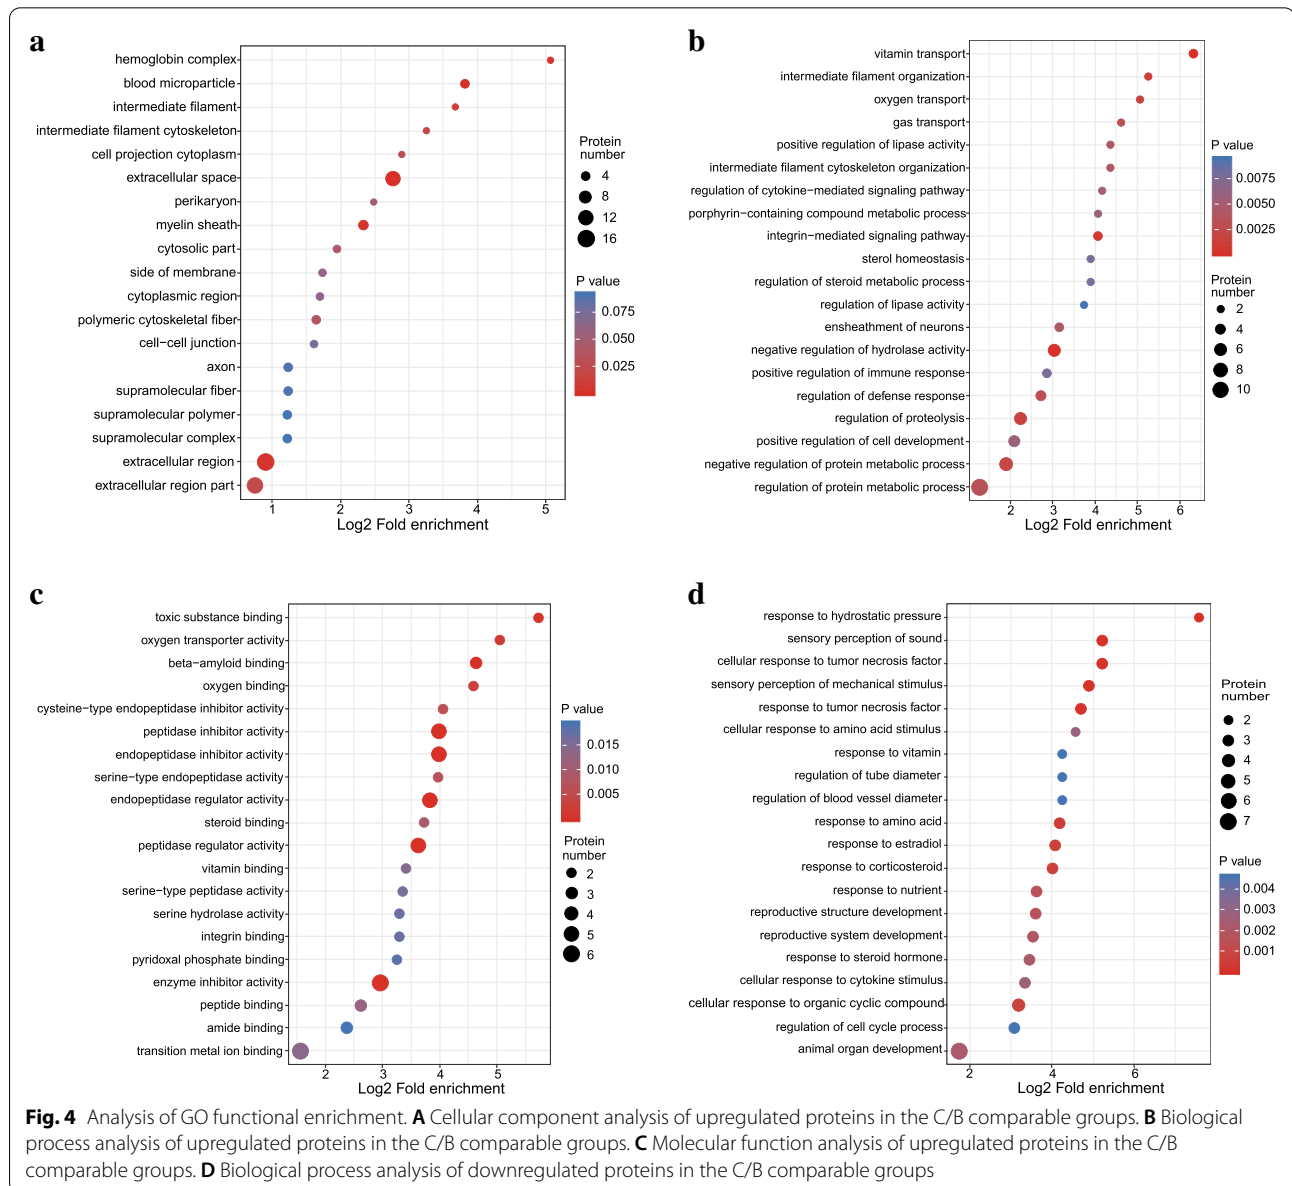 a
hemoglobin complex
blood microparticle
intermediate filament
intermediate filament cytoskeleton
cell projection cytoplasm
extracellular space
perikaryon
myelin sheath
cytosolic part
side of membrane
cytoplasmic region
polymeric cytoskeletal fiber
cell−cell junction
axon
supramolecular fiber
supramolecular polymer
supramolecular complex
extracellular region
extracellular region part
1 2 3 4 5
Log2 Fold enrichment
Protein
number
4
8
12
16
P value
0.075
0.050
0.025
b
vitamin transport
intermediate filament organization
oxygen transport
gas transport
positive regulation of lipase activity
intermediate filament cytoskeleton organization
regulation of cytokine−mediated signaling pathway
porphyrin−containing compound metabolic process
integrin−mediated signaling pathway
sterol homeostasis
regulation of steroid metabolic process
regulation of lipase activity
ensheathment of neurons
negative regulation of hydrolase activity
positive regulation of immune response
regulation of defense response
regulation of proteolysis
positive regulation of cell development
negative regulation of protein metabolic process
regulation of protein metabolic process
2 3 4 5 6
Log2 Fold enrichment
P value
0.0075
0.0050
0.0025
Protein
number
2
4
6
8
10
c
toxic substance binding
oxygen transporter activity
beta−amyloid binding
oxygen binding
cysteine−type endopeptidase inhibitor activity
peptidase inhibitor activity
endopeptidase inhibitor activity
serine−type endopeptidase activity
endopeptidase regulator activity
steroid binding
peptidase regulator activity
vitamin binding
serine−type peptidase activity
serine hydrolase activity
integrin binding
pyridoxal phosphate binding
enzyme inhibitor activity
peptide binding
amide binding
transition metal ion binding
2 3 4 5
Log2 Fold enrichment
P value
0.015
0.010
0.005
Protein
number
2
3
4
5
6
d
response to hydrostatic pressure
sensory perception of sound
cellular response to tumor necrosis factor
sensory perception of mechanical stimulus
response to tumor necrosis factor
cellular response to amino acid stimulus
response to vitamin
regulation of tube diameter
regulation of blood vessel diameter
response to amino acid
response to estradiol
response to corticosteroid
response to nutrient
reproductive structure development
reproductive system development
response to steroid hormone
cellular response to cytokine stimulus
cellular response to organic cyclic compound
regulation of cell cycle process
animal organ development
2 4 6
Log2 Fold enrichment
Protein
number
2
3
4
5
6
7
P value
0.004
0.003
0.002
0.001
Fig. 4 Analysis of GO functional enrichment. A Cellular component analysis of upregulated proteins in the C/B comparable groups. B Biological
process analysis of upregulated proteins in the C/B comparable groups. C Molecular function analysis of upregulated proteins in the C/B
comparable groups. D Biological process analysis of downregulated proteins in the C/B comparable groups